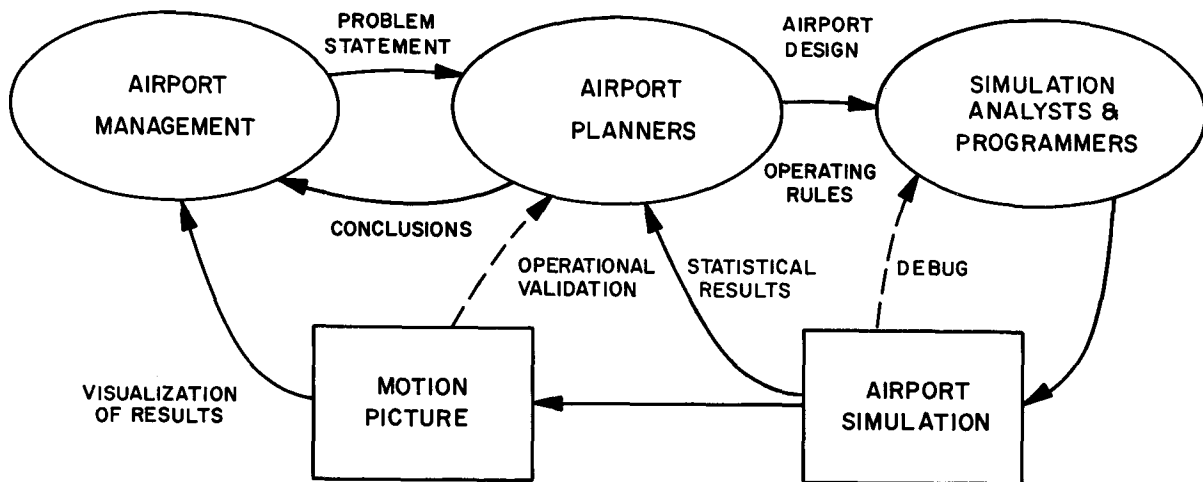 PROBLEM
STATEMENT
AIRPORT
DESIGN
AIRPORT
MANAGEMENT
AIRPORT
PLANNERS
SIMULATION
ANALYSTS &
PROGRAMMERS
OPERATING
RULES
CONCLUSIONS
OPERATIONAL
VALIDATION
STATISTICAL
RESULTS
DEBUG
VISUALIZATION
OF RESULTS
MOTION
PICTURE
AIRPORT
SIMULATION